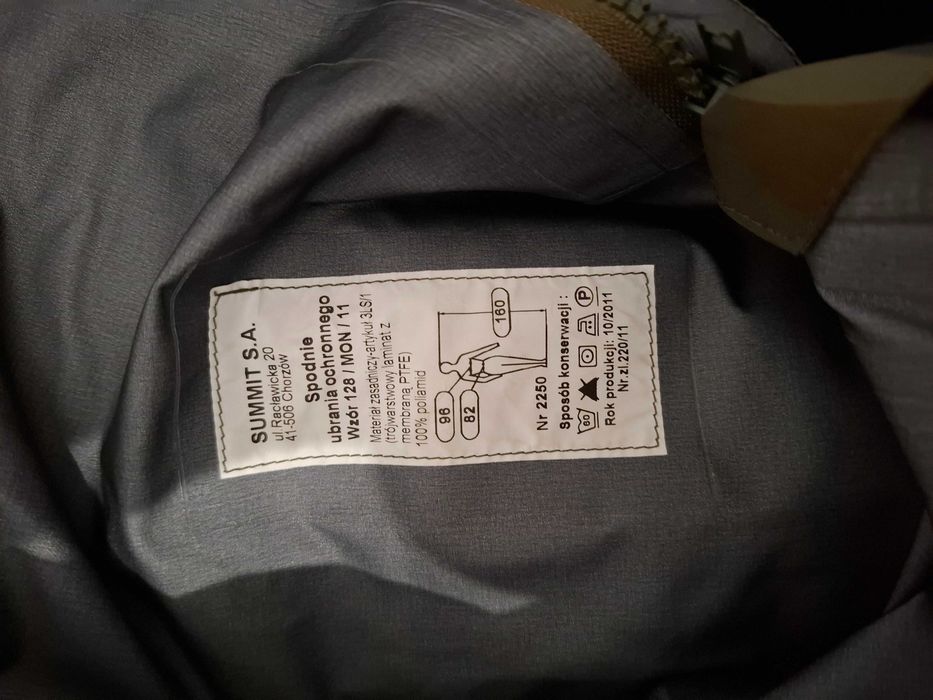 SUMMIT S.A.
ul.Racławicka 20
41-506 Chorzów
Spodnie
ubrania ochronnego
Wzór 128 / MON / 11
Materiał zasadniczy-artykuł 3LS/1
(trójwarstwowy laminat z
membraną PTFE)
100% poliamid
160
96
82
Nr 2250
Sposób konserwacji :
60
P
Rok produkcji: 10/2011
Nr.zl.220/11